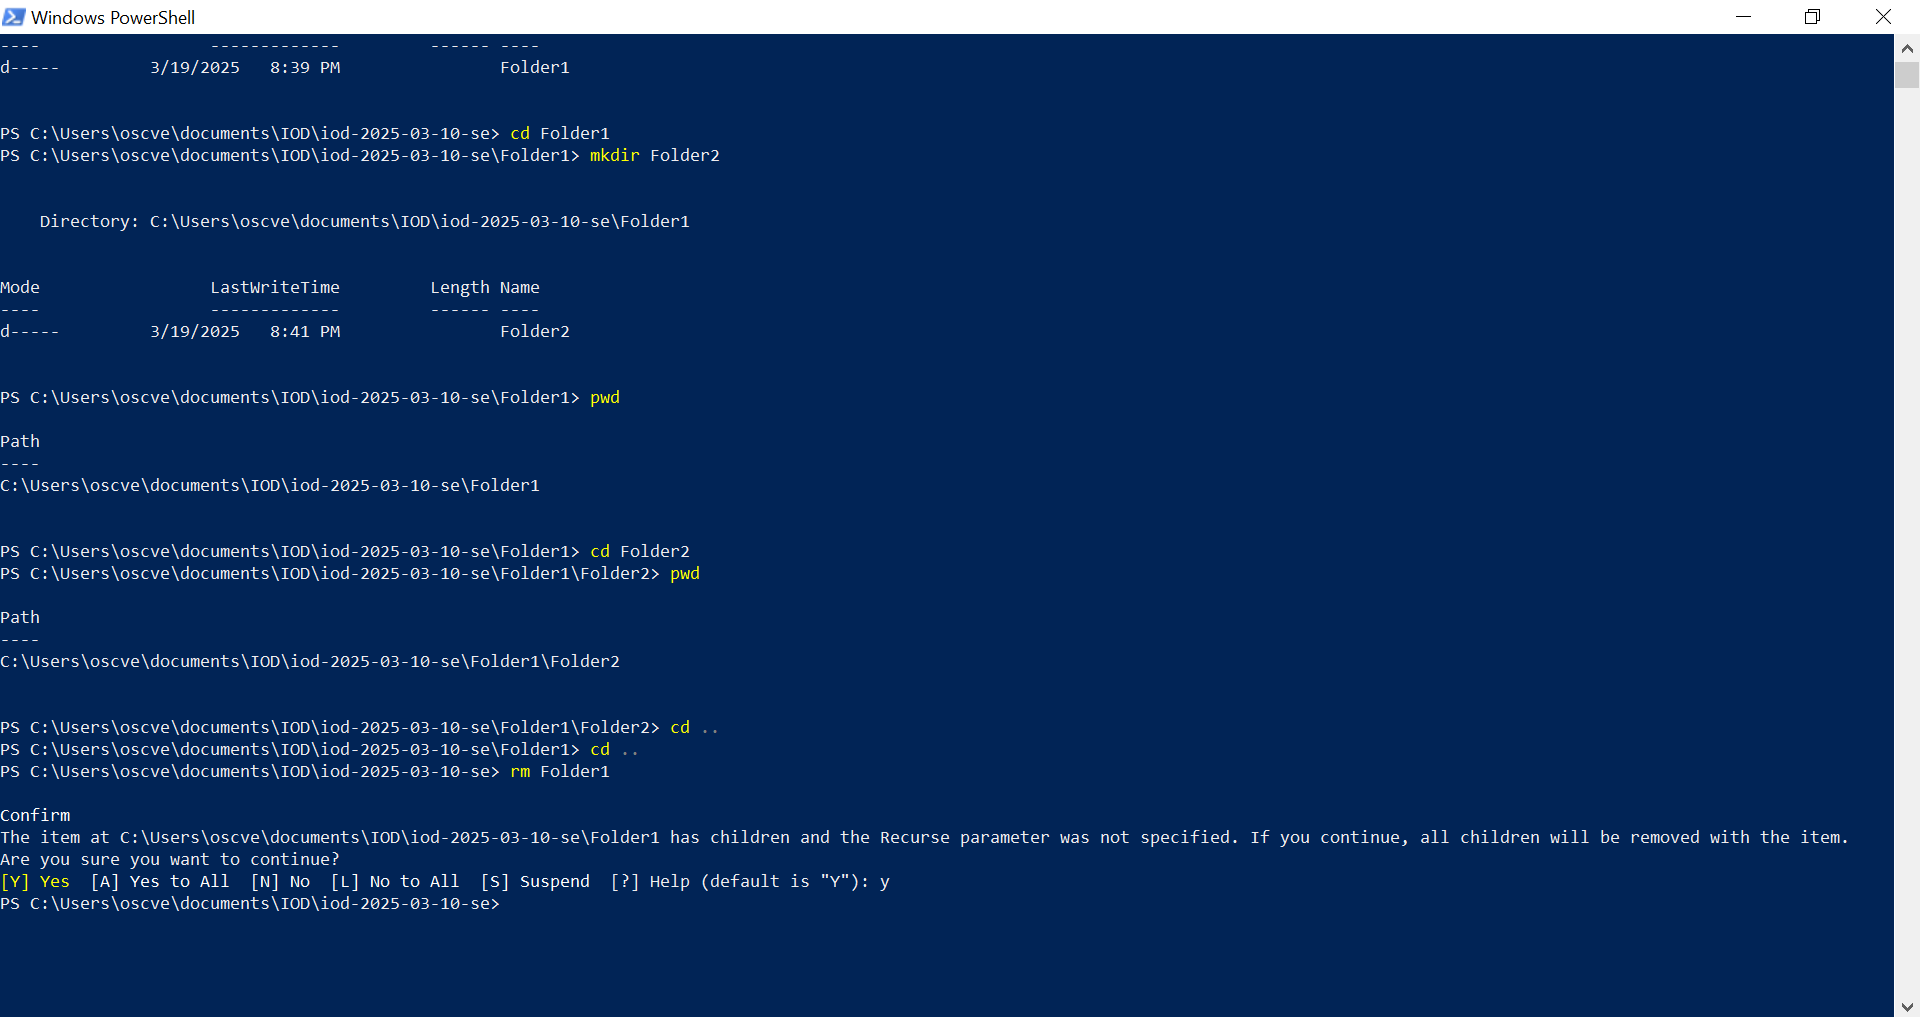 Windows PowerShell
----                 -------------         ------ ----
d-----         3/19/2025   8:39 PM                Folder1
PS C:\Users\oscve\documents\IOD\iod-2025-03-10-se> cd Folder1
PS C:\Users\oscve\documents\IOD\iod-2025-03-10-se\Folder1> mkdir Folder2
    Directory: C:\Users\oscve\documents\IOD\iod-2025-03-10-se\Folder1
Mode                 LastWriteTime         Length Name
----                 -------------         ------ ----
d-----         3/19/2025   8:41 PM                Folder2
PS C:\Users\oscve\documents\IOD\iod-2025-03-10-se\Folder1> pwd
Path
----
C:\Users\oscve\documents\IOD\iod-2025-03-10-se\Folder1
PS C:\Users\oscve\documents\IOD\iod-2025-03-10-se\Folder1> cd Folder2
PS C:\Users\oscve\documents\IOD\iod-2025-03-10-se\Folder1\Folder2> pwd
Path
----
C:\Users\oscve\documents\IOD\iod-2025-03-10-se\Folder1\Folder2
PS C:\Users\oscve\documents\IOD\iod-2025-03-10-se\Folder1\Folder2> cd ..
PS C:\Users\oscve\documents\IOD\iod-2025-03-10-se\Folder1> cd ..
PS C:\Users\oscve\documents\IOD\iod-2025-03-10-se> rm Folder1
Confirm
The item at C:\Users\oscve\documents\IOD\iod-2025-03-10-se\Folder1 has children and the Recurse parameter was not specified. If you continue, all children will be removed with the item.
Are you sure you want to continue?
[Y] Yes  [A] Yes to All  [N] No  [L] No to All  [S] Suspend  [?] Help (default is "Y"): y
PS C:\Users\oscve\documents\IOD\iod-2025-03-10-se>